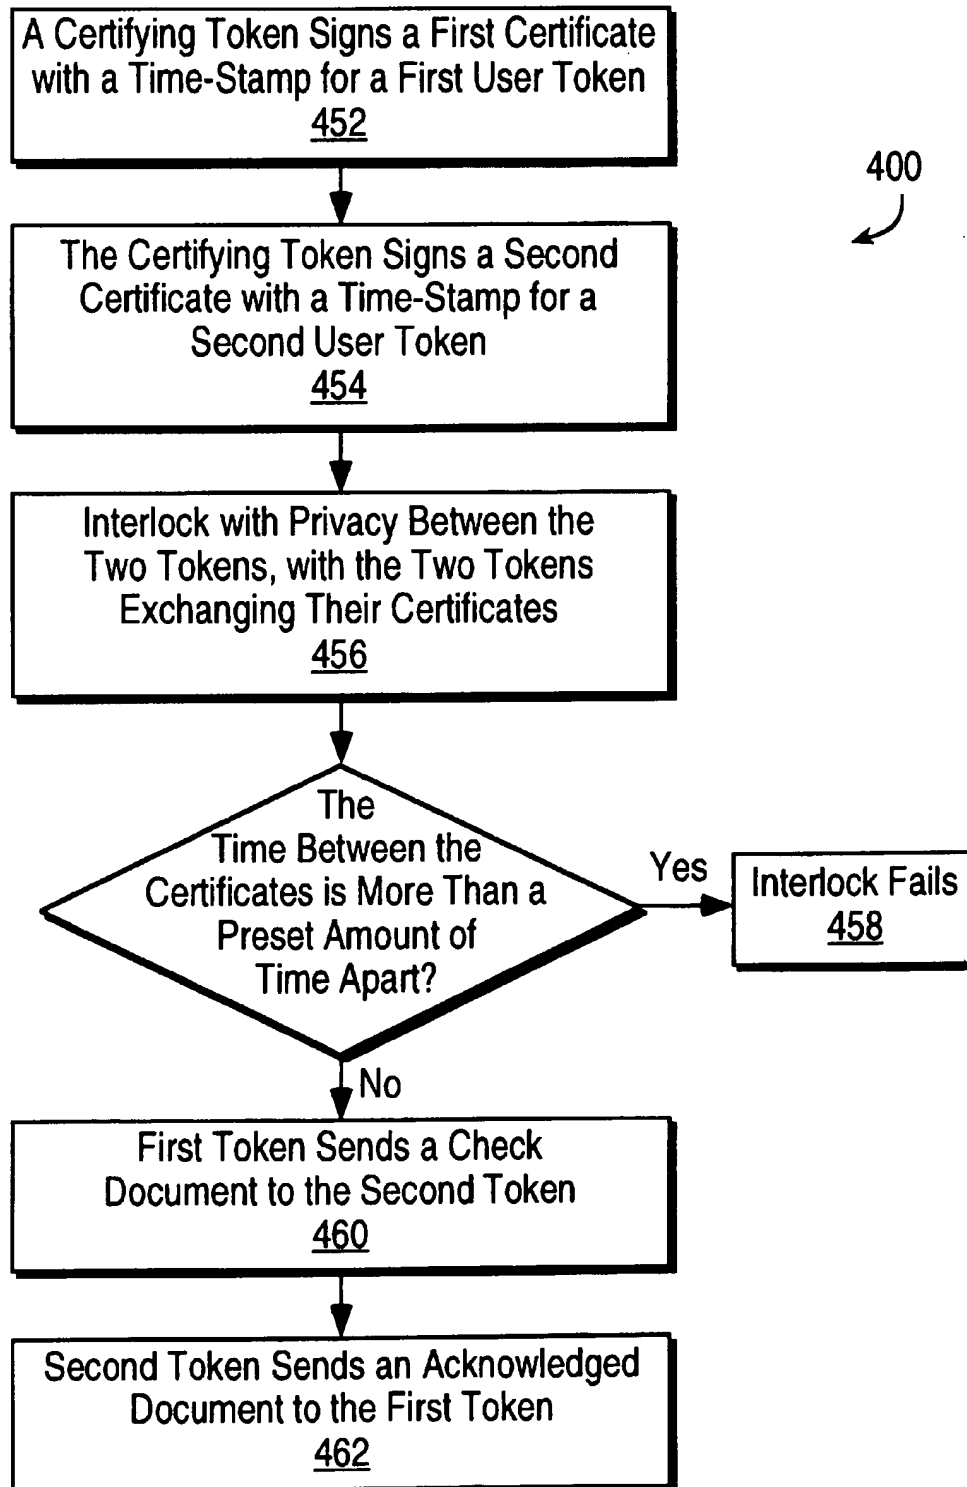 A Certifying Token Signs a First Certificate
with a Time-Stamp for a First User Token
452
400
The Certifying Token Signs a Second
Certificate with a Time-Stamp for a
Second User Token
454
Interlock with Privacy Between the
Two Tokens, with the Two Tokens
Exchanging Their Certificates
456
The
Time Between the
Certificates is More Than a
Preset Amount of
Time Apart?
Yes
Interlock Fails
458
No
First Token Sends a Check
Document to the Second Token
460
Second Token Sends an Acknowledged
Document to the First Token
462